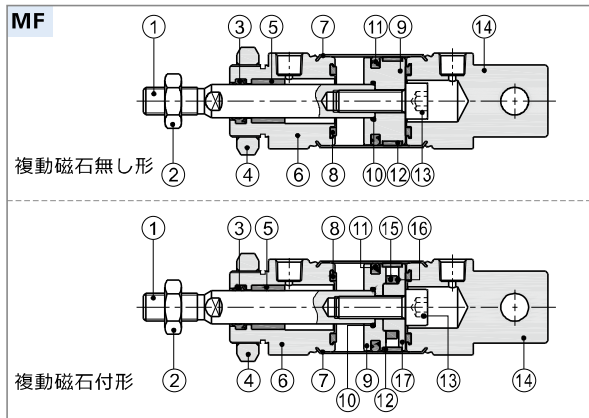 MF
① ③ ⑤ ⑦ ⑪ ⑨ ⑭
複動磁石無し形
② ④ ⑥ ⑧ ⑩ ⑫ ⑬
① ③ ⑤ ⑧ ⑪ ⑮ ⑯
複動磁石付形
② ④ ⑥ ⑦ ⑩ ⑨ ⑫ ⑰ ⑬ ⑭